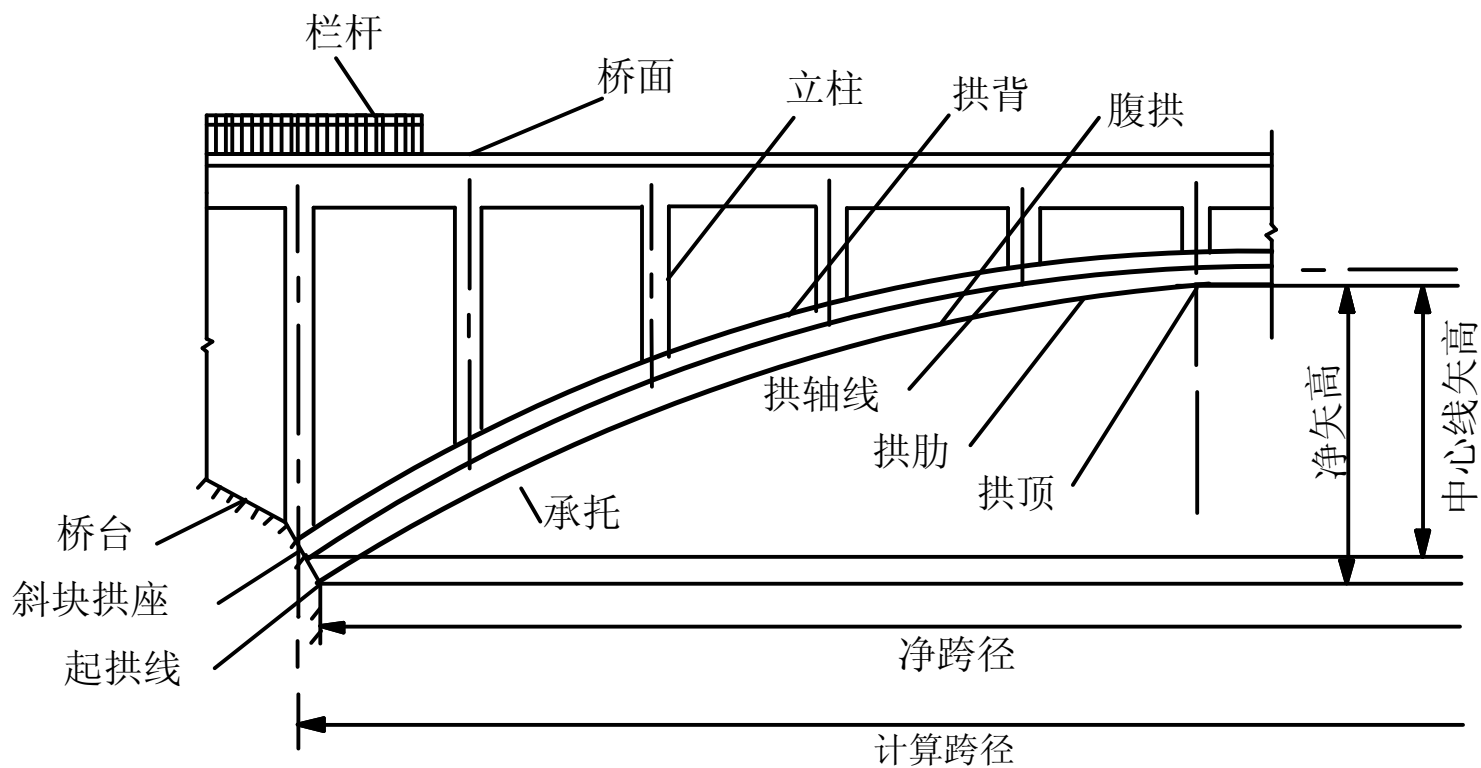 栏杆
桥面
立柱
拱背
腹拱
拱轴线
拱肋
拱顶
净矢高
中心线矢高
承托
桥台
斜块拱座
起拱线
净跨径
计算跨径